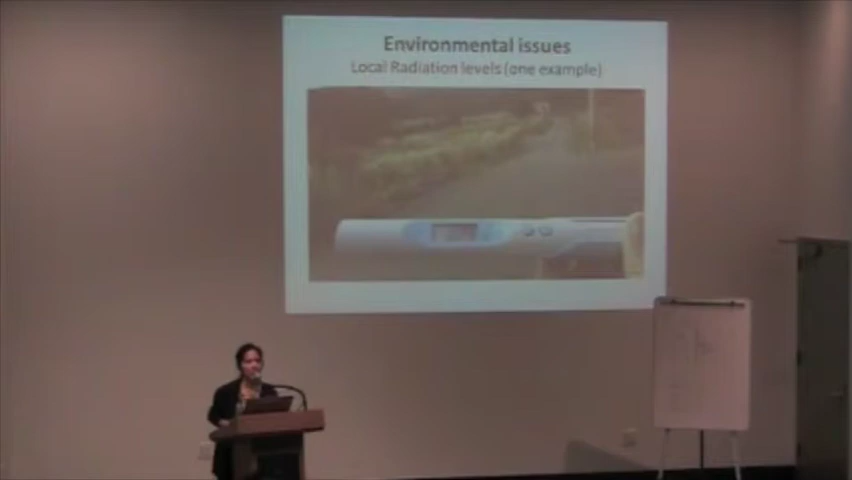 Environmental issues
Local Radiation levels (one example)